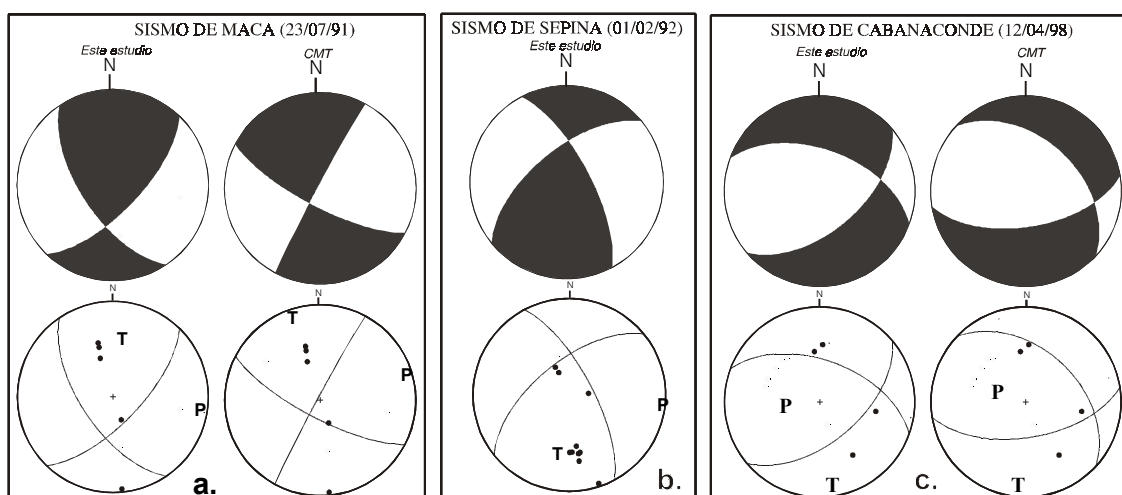 SISMO DE MACA (23/07/91)
Este estudio
CMT
N
N
N
N
T
P
T
P
a.
SISMO DE SEPINA (01/02/92)
Este estudio
N
N
T
P
b.
SISMO DE CABANACONDE (12/04/98)
Este estudio
CMT
N
N
N
N
P
T
P
T
c.